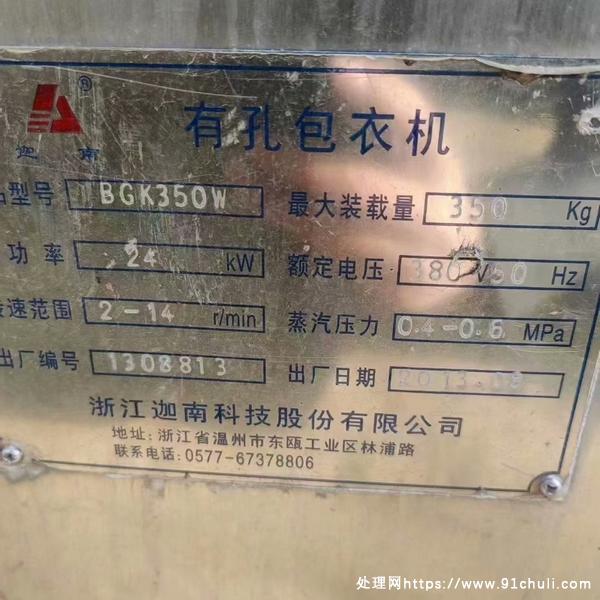 ®
迦南
有孔包衣机
品型号 BGK350W 最大装载量 350 Kg
功率 24 kW 额定电压 380 V 50 Hz
转速范围 2-14 r/min 蒸汽压力 0.4-0.6 MPa
出厂编号 1308813 出厂日期 2013.09
浙江迦南科技股份有限公司
地址:浙江省温州市东瓯工业区林浦路
联系电话:0577-67378806
处理网https://www.91chuli.com/